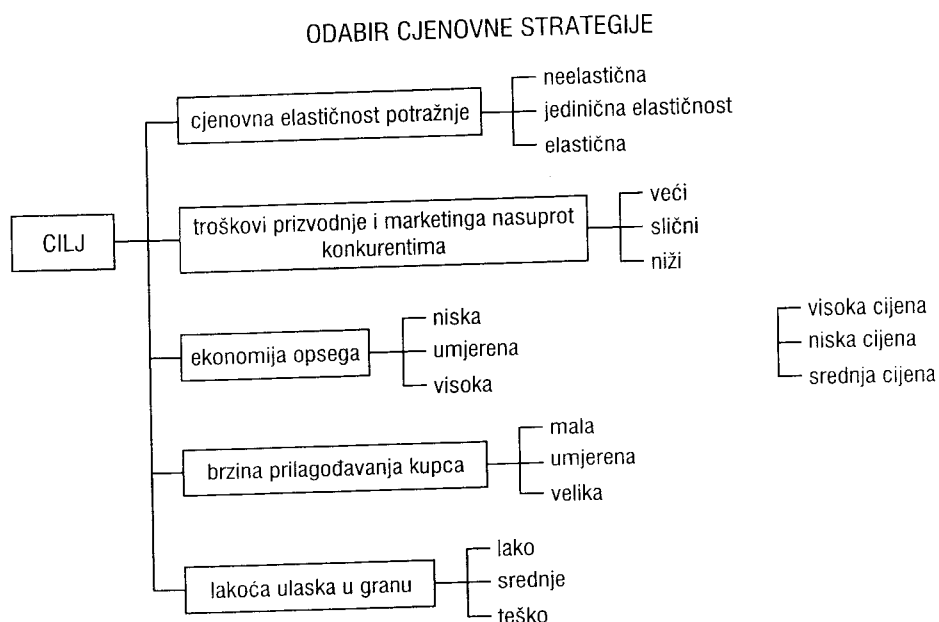 ODABIR CJENOVNE STRATEGIJE
CILJ
cjenovna elastičnost potražnje
neelastična
jedinična elastičnost
elastična
troškovi prizvodnje i marketinga nasuprot
konkurentima
veći
slični
niži
ekonomija opsega
niska
umjerena
visoka
visoka cijena
niska cijena
srednja cijena
brzina prilagođavanja kupca
mala
umjerena
velika
lakoća ulaska u granu
lako
srednje
teško